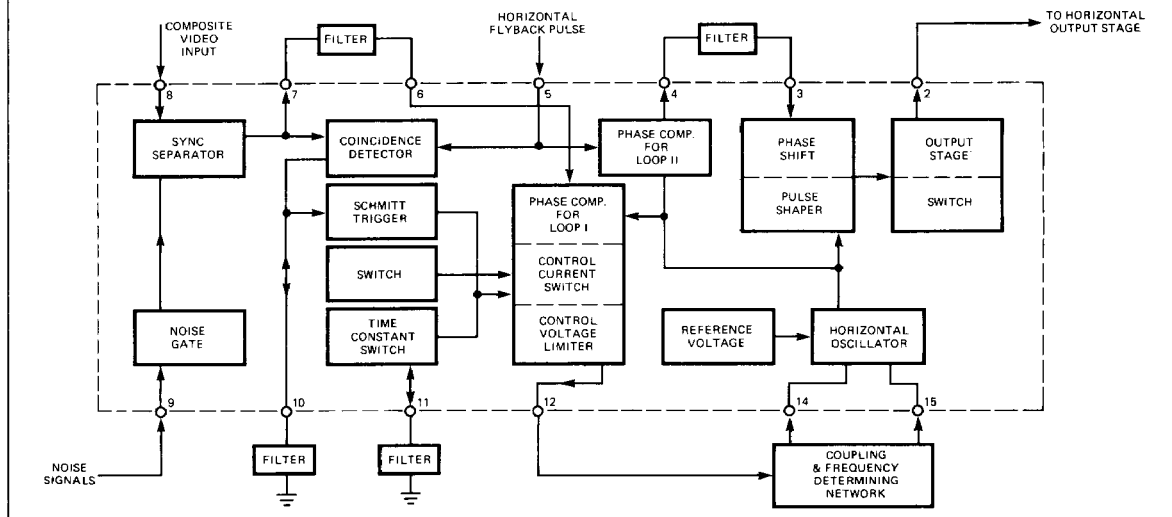 COMPOSITE
VIDEO
INPUT
FILTER
HORIZONTAL
FLYBACK PULSE
FILTER
TO HORIZONTAL
OUTPUT STAGE
8
7
6
5
4
3
2
SYNC
SEPARATOR
COINCIDENCE
DETECTOR
PHASE COMP.
FOR
LOOP II
PHASE
SHIFT
PULSE
SHAPER
OUTPUT
STAGE
SWITCH
SCHMITT
TRIGGER
PHASE COMP.
FOR
LOOP I
SWITCH
CONTROL
CURRENT
SWITCH
NOISE
GATE
TIME
CONSTANT
SWITCH
CONTROL
VOLTAGE
LIMITER
REFERENCE
VOLTAGE
HORIZONTAL
OSCILLATOR
9
10
11
12
14
15
NOISE
SIGNALS
FILTER
FILTER
COUPLING
& FREQUENCY
DETERMINING
NETWORK